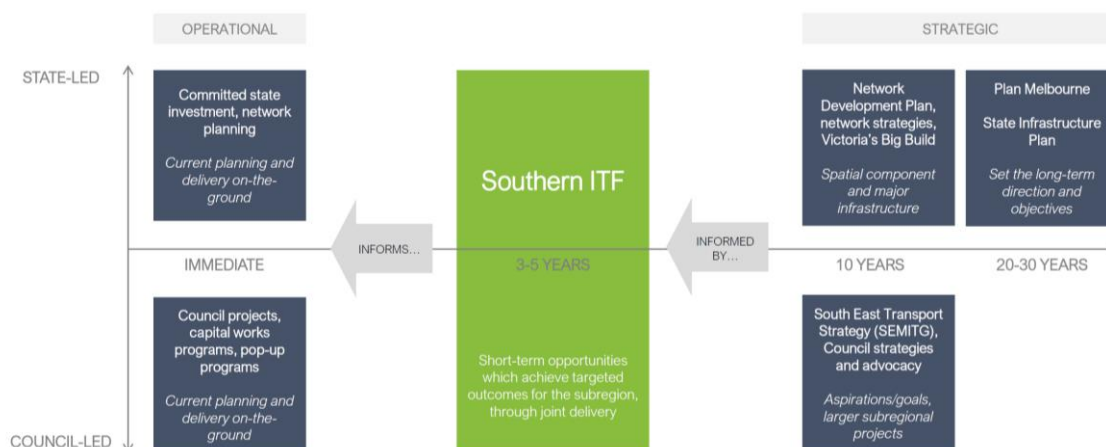 OPERATIONAL
STRATEGIC
STATE-LED
Committed state
investment, network
planning
Current planning and
delivery on-the-
ground
Southern ITF
Network
Development Plan,
network strategies,
Victoria's Big Build
Spatial component
and major
infrastructure
Plan Melbourne
State Infrastructure
Plan
Set the long-term
direction and
objectives
INFORMS...
INFORMED
BY...
IMMEDIATE
3-5 YEARS
10 YEARS
20-30 YEARS
Council projects,
capital works
programs, pop-up
programs
Current planning and
delivery on-the-
ground
Short-term opportunities
which achieve targeted
outcomes for the subregion,
through joint delivery
South East Transport
Strategy (SEMITG),
Council strategies
and advocacy
Aspirations/goals,
larger subregional
projects
COUNCIL-LED